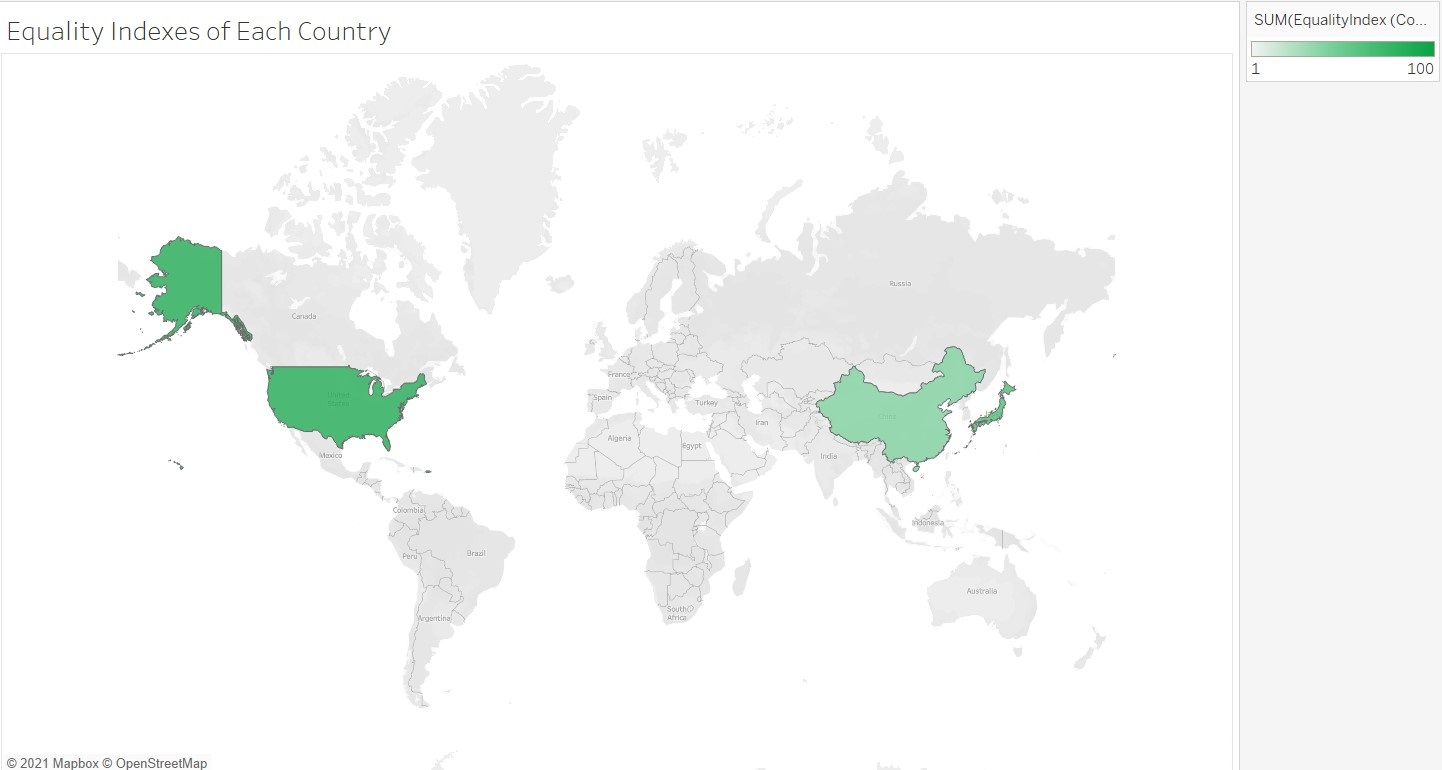 Equality Indexes of Each Country
SUM(EqualityIndex (Co...
1 100
Russia
Canada
France
United
States
Spain
Turkey
China
Iran
Algeria
Egypt
Mexico
India
Colombia
Indonesia
Peru
Brazil
Australia
South
Africa
Argentina
© 2021 Mapbox © OpenStreetMap